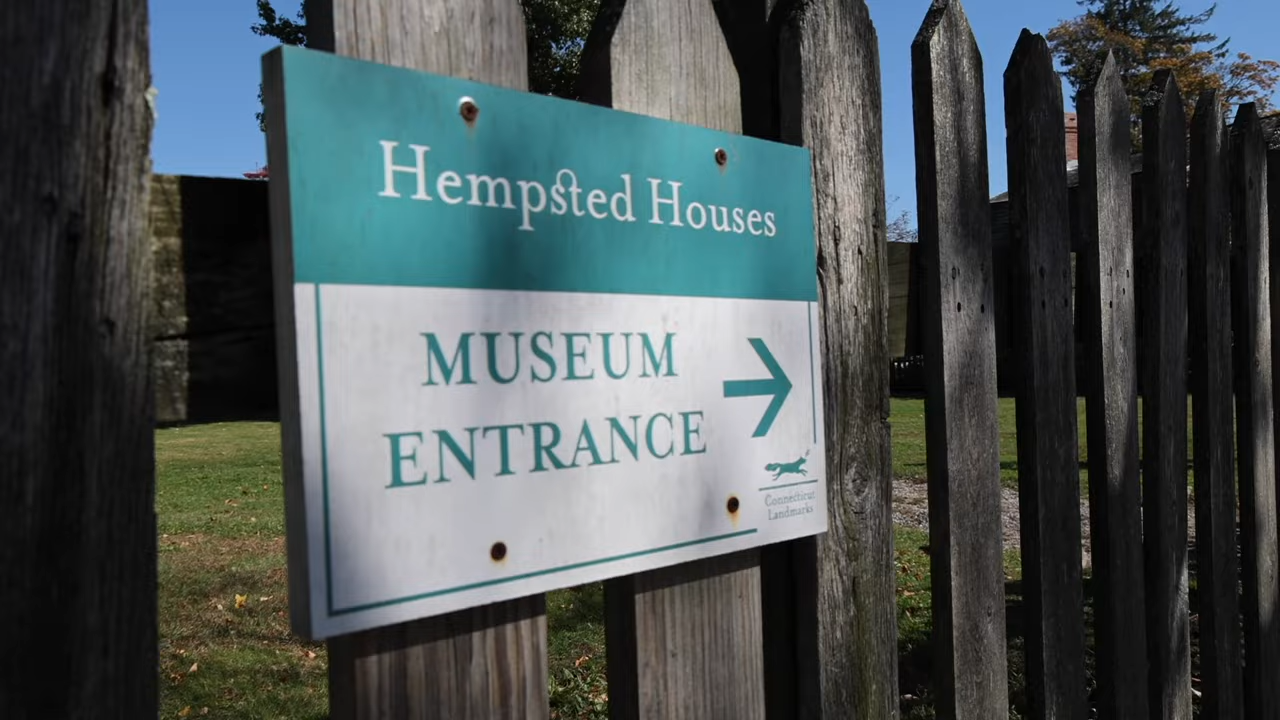 Hempsted Houses
MUSEUM
ENTRANCE
Connecticut
Landmarks